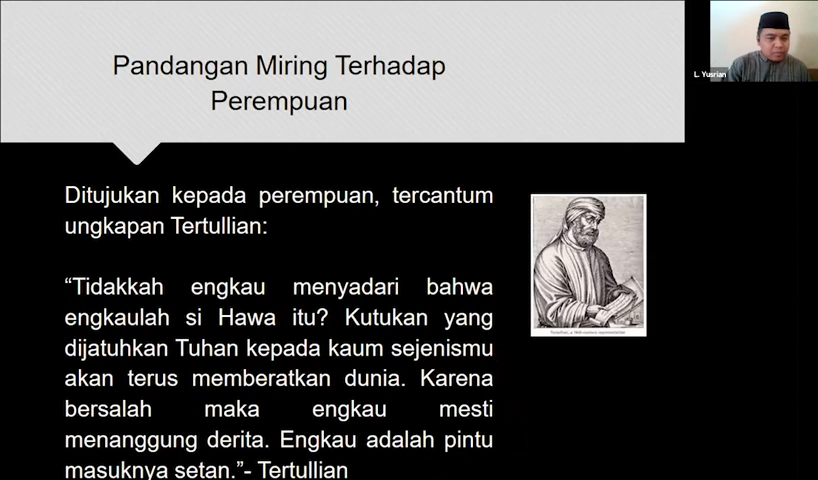 Pandangan Miring Terhadap
Perempuan
L. Yusrian
Ditujukan kepada perempuan, tercantum
ungkapan Tertullian:
“Tidakkah engkau menyadari bahwa
engkaulah si Hawa itu? Kutukan yang
dijatuhkan Tuhan kepada kaum sejenismu
akan terus memberatkan dunia. Karena
bersalah maka engkau mesti
menanggung derita. Engkau adalah pintu
masuknya setan.”- Tertullian